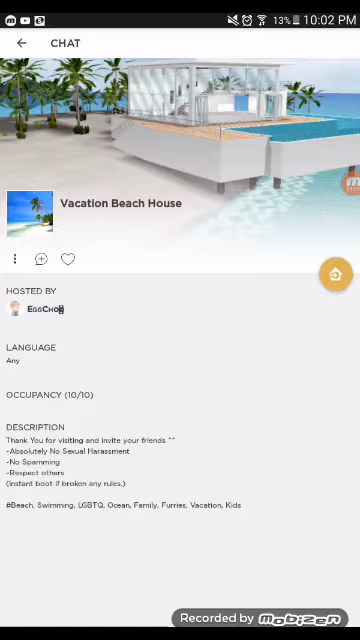 13% 10:02 PM
CHAT
Vacation Beach House
HOSTED BY
LANGUAGE
Any
OCCUPANCY (10/10)
DESCRIPTION
Thank You for visiting and invite your friends ^^
~Absolutely No Sexual Harassment
~No Spamming
~Respect others
(Instant boot if broken any rules.)
#Beach, Swimming, LGBTQ, Ocean, Family, Furries, Vacation, Kids
Recorded by mobizen